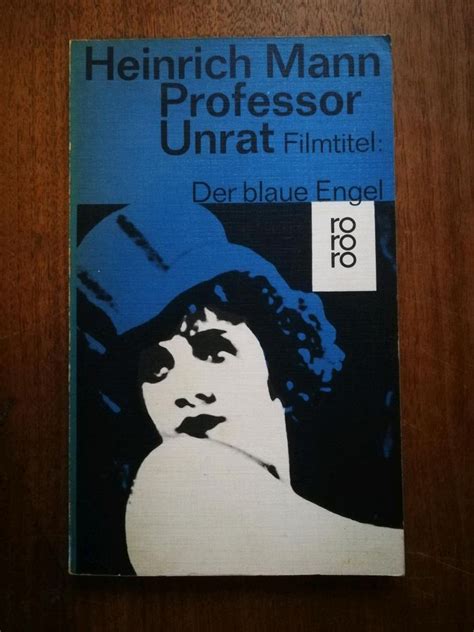 Heinrich Mann
Professor
Unrat Filmtitel:
Der blaue Engel
ro
ro
ro